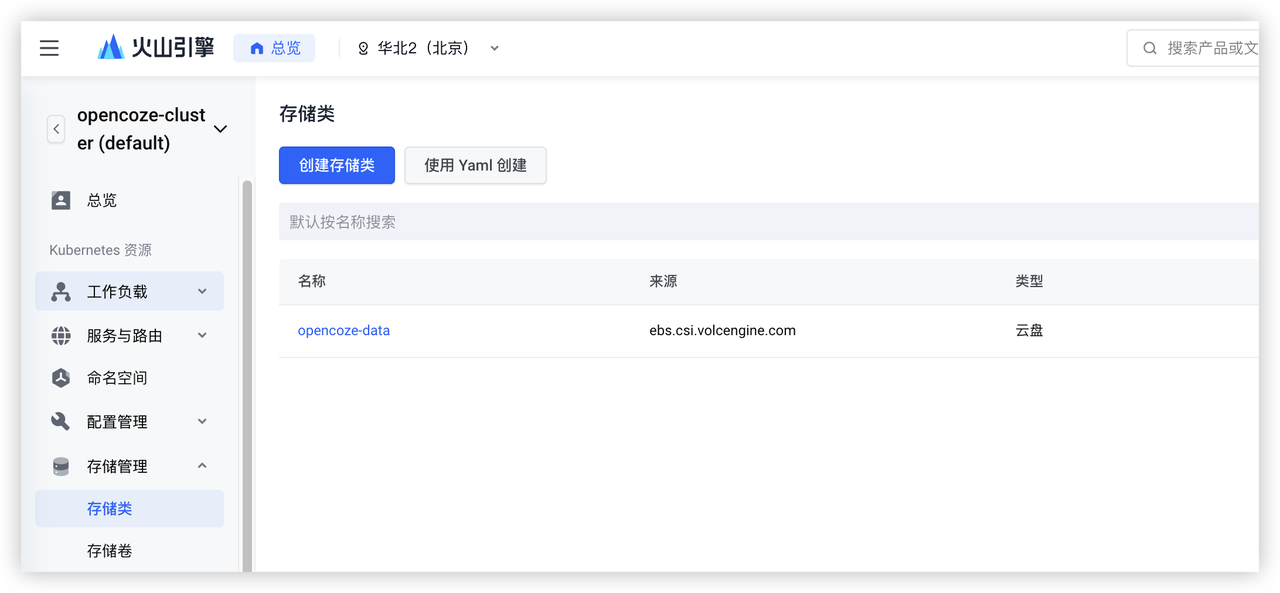 火山引擎
总览
华北2（北京）
搜索产品或文
opencoze-clust
er (default)
总览
Kubernetes 资源
工作负载
服务与路由
命名空间
配置管理
存储管理
存储类
存储卷
存储类
创建存储类
使用 Yaml 创建
默认按名称搜索
名称 来源 类型
opencoze-data ebs.csi.volcengine.com 云盘